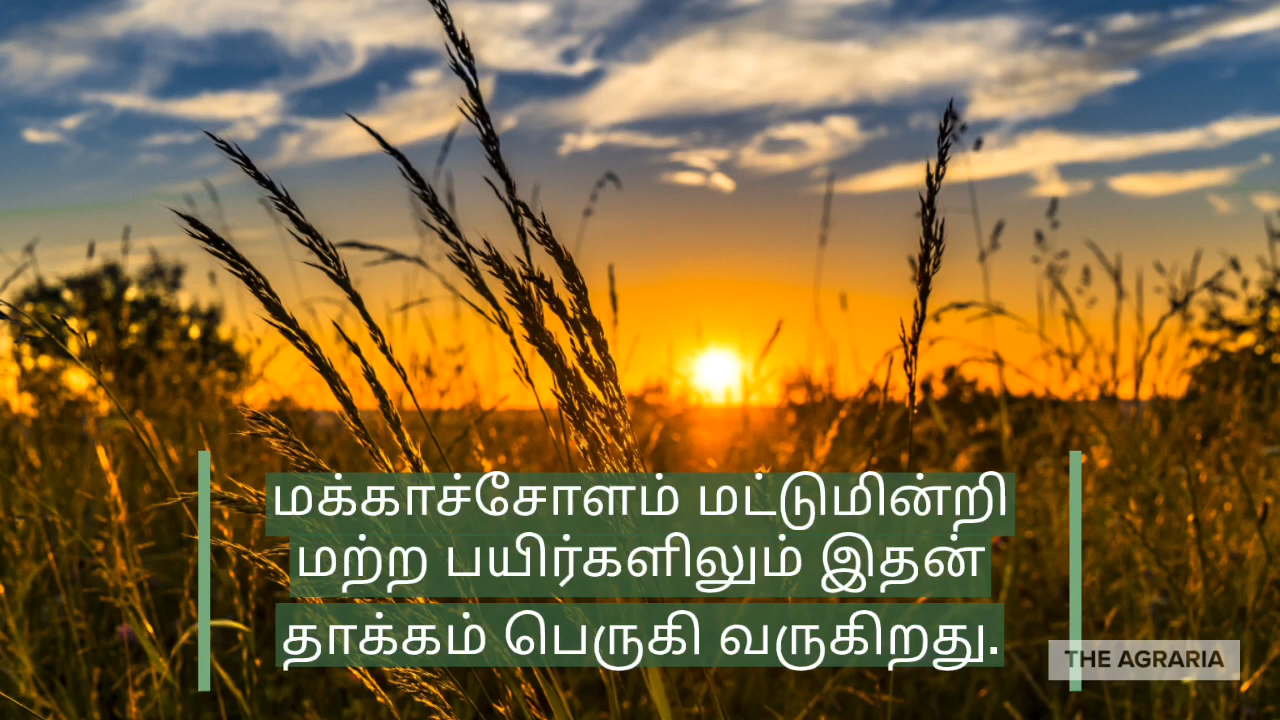 மக்காச்சோளம் மட்டுமின்றி
மற்ற பயிர்களிலும் இதன்
தாக்கம் பெருகி வருகிறது.
THE AGRARIA